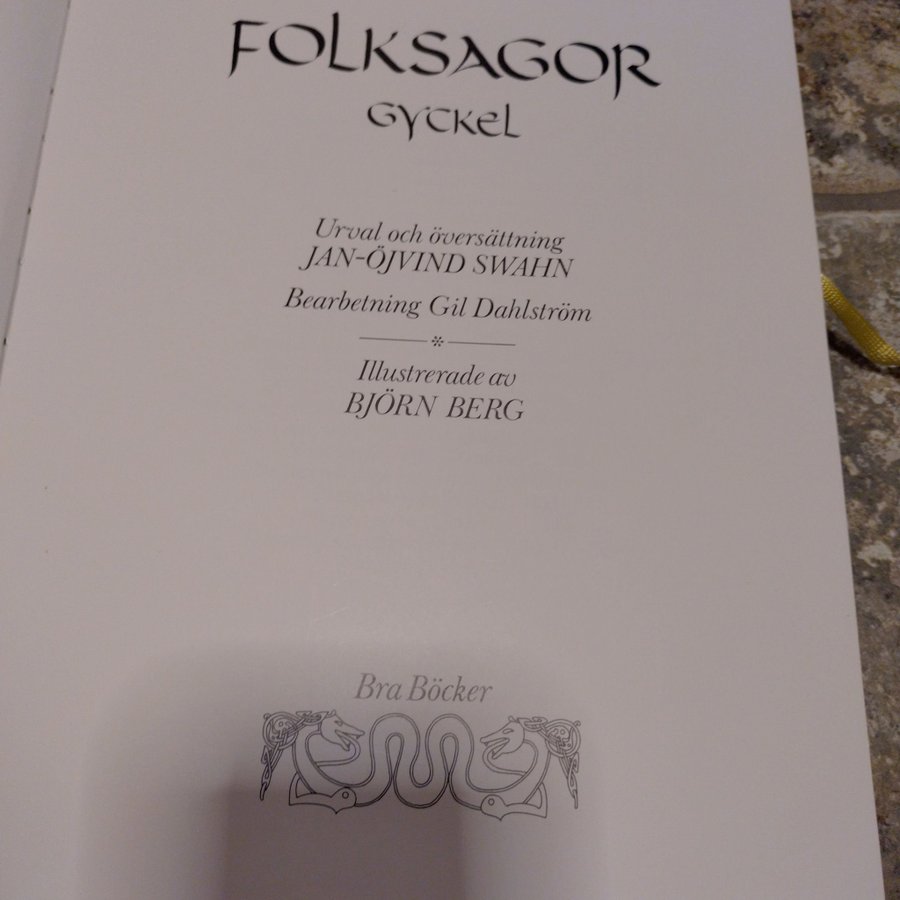 FOLKSAGOR
GYCKEL
Urval och översättning
JAN-ÖJVIND SWAHN
Bearbetning Gil Dahlström
Illustrerade av
BJÖRN BERG
Bra Böcker